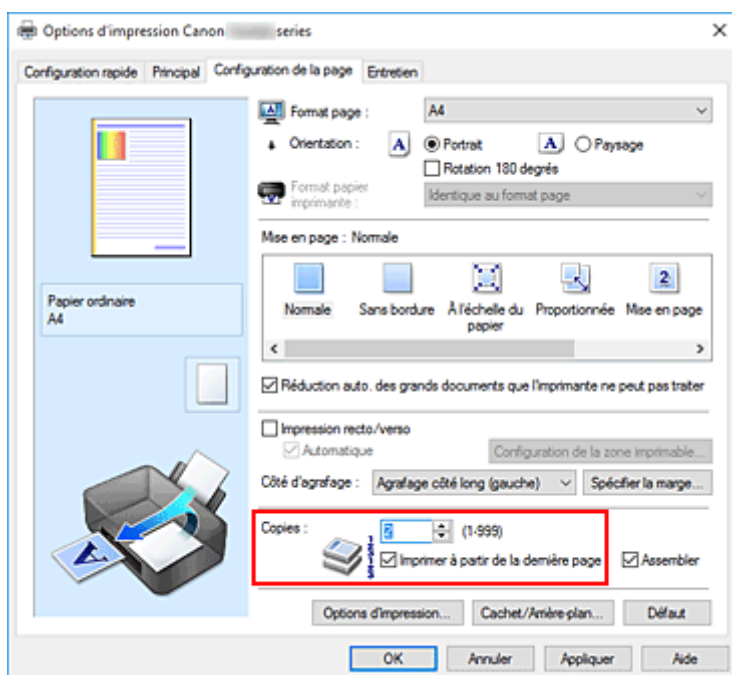 Options d'impression Canon series
Configuration rapide Principal Configuration de la page Entretien
Format page : A4
Orientation : A Portrait A Paysage
Rotation 180 degrés
Format papier imprimante : Identique au format page
Mise en page : Normale
Papier ordinaire
A4
2
Normale Sans bordure À l'échelle du papier Proportionnée Mise en page
Réduction auto. des grands documents que l'imprimante ne peut pas traiter
Impression recto/verso
Automatique Configuration de la zone imprimable...
Côté d'agrafage : Agrafage côté long (gauche) Spécifier la marge...
Copies : 2 (1-999)
Imprimer à partir de la dernière page Assembler
Options d'impression... Cachet/Arrière-plan... Défaut
OK Annuler Appliquer Aide